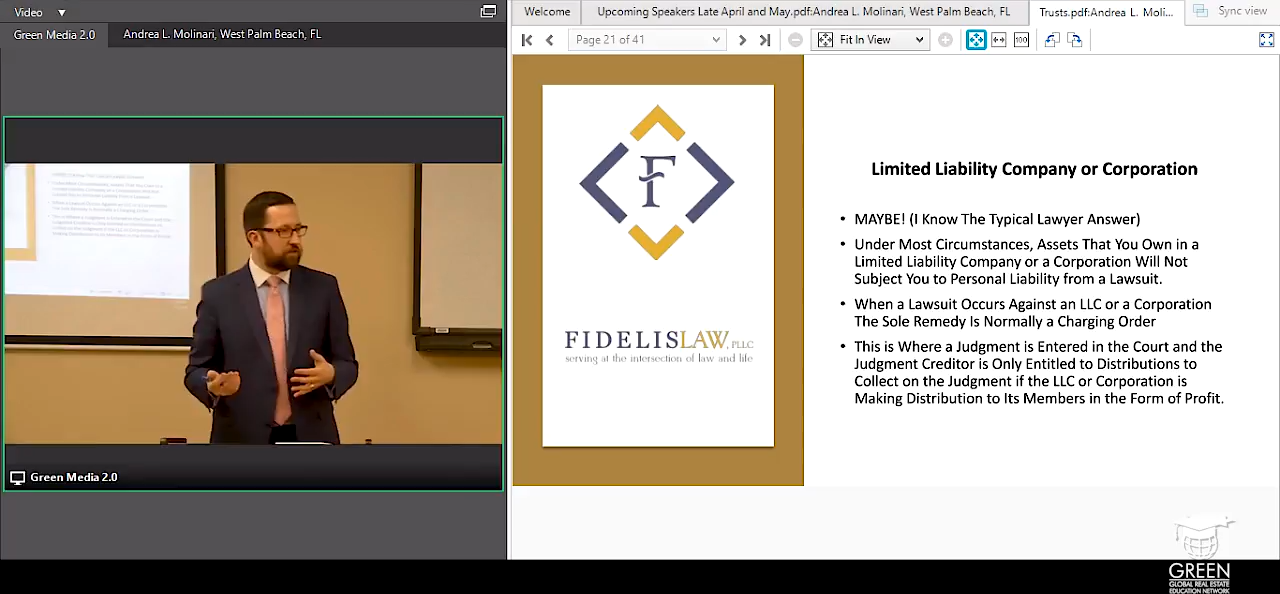 Video
Green Media 2.0
Andrea L. Molinari, West Palm Beach, FL
Green Media 2.0
Welcome
Upcoming Speakers Late April and May.pdf:Andrea L. Molinari, West Palm Beach, FL
Trusts.pdf:Andrea L. Moli...
Sync view
Page 21 of 41
Fit In View
100
F
FIDELISLAW, PLLC
serving at the intersection of law and life
Limited Liability Company or Corporation
• MAYBE! (I know The Typical Lawyer Answer)
• Under Most Circumstances, Assets That You Own in a
Limited Liability Company or a Corporation Will Not
Subject You to Personal Liability from a Lawsuit.
• When a Lawsuit Occurs Against an LLC or a Corporation
The Sole Remedy Is Normally a Charging Order
• This is Where a Judgment is Entered in the Court and the
Judgment Creditor is Only Entitled to Distributions to
Collect on the Judgment if the LLC or Corporation is
Making Distribution to Its Members in the Form of Profit.
GREEN
GLOBAL REAL ESTATE
EDUCATION NETWORK